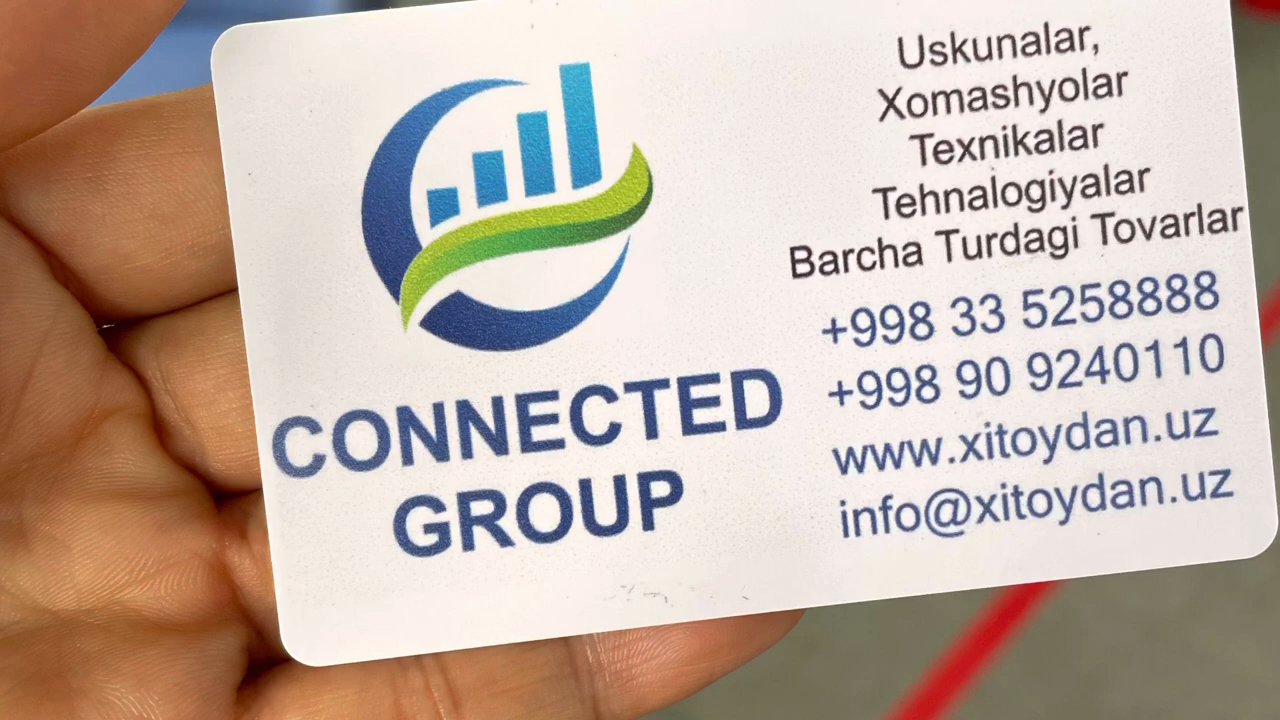 CONNECTED
GROUP
Uskunalar,
Xomashyolar
Texnikalar
Tehnalogiyalar
Barcha Turdagi Tovarlar
+998 33 5258888
+998 90 9240110
www.xitoydan.uz
info@xitoydan.uz